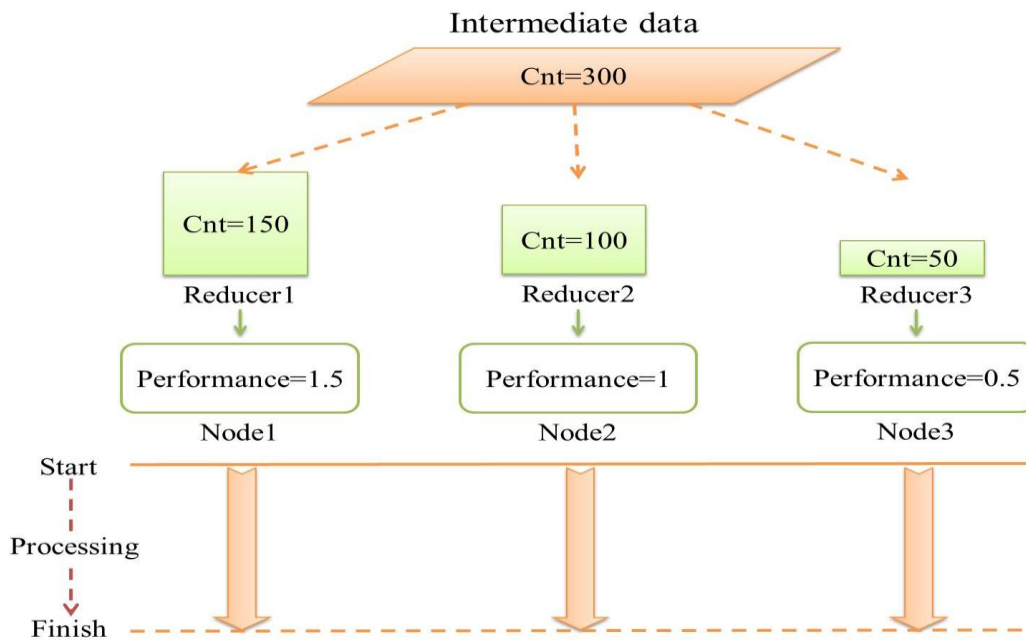 Intermediate data
Cnt=300
Cnt=150
Cnt=100
Cnt=50
Reducer1
Reducer2
Reducer3
Performance=1.5
Performance=1
Performance=0.5
Node1
Node2
Node3
Start
Processing
Finish